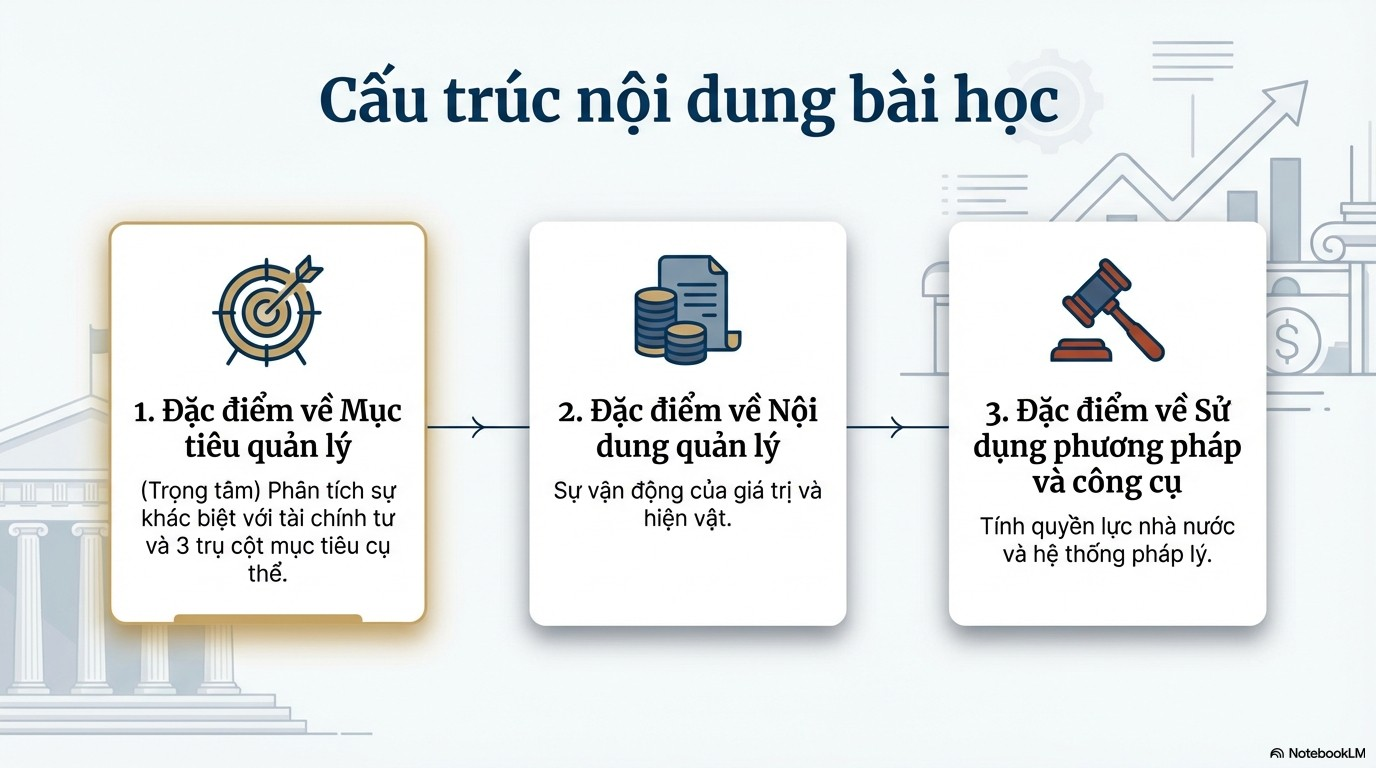 Cấu trúc nội dung bài học
1. Đặc điểm về Mục
tiêu quản lý
(Trọng tâm) Phân tích sự
khác biệt với tài chính tư
và 3 trụ cột mục tiêu cụ
thể.
2. Đặc điểm về Nội
dung quản lý
Sự vận động của giá trị và
hiện vật.
3. Đặc điểm về Sử
dụng phương pháp
và công cụ
Tính quyền lực nhà nước
và hệ thống pháp lý.
$
NotebookLM